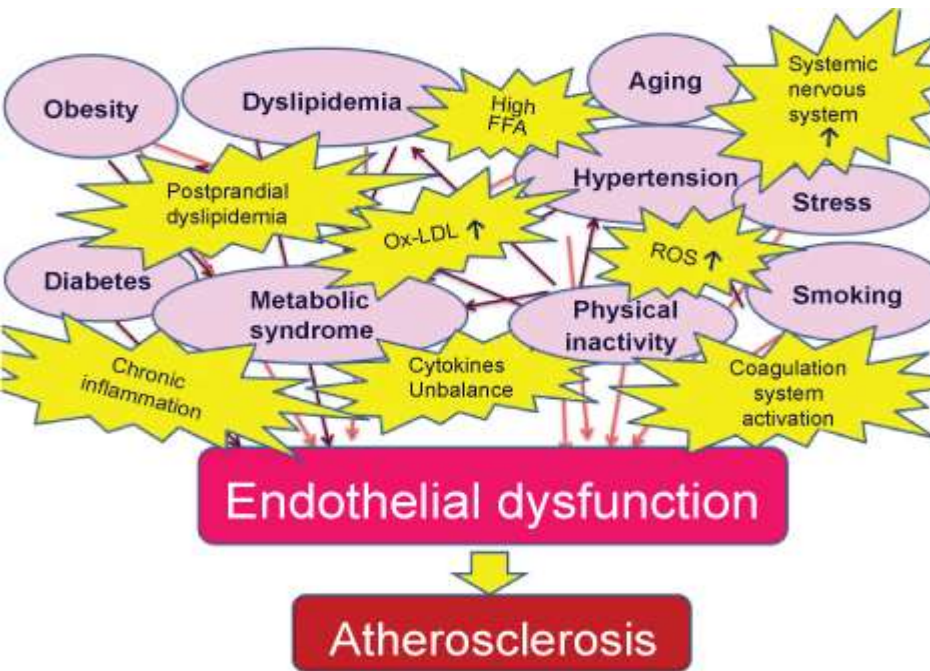 Obesity
Dyslipidemia
High
FFA
Aging
Systemic
nervous
system
↑
Postprandial
dyslipidemia
Ox-LDL ↑
Hypertension
Stress
ROS ↑
Diabetes
Metabolic
syndrome
Physical
inactivity
Smoking
Chronic
inflammation
Cytokines
Unbalance
Coagulation
system
activation
Endothelial dysfunction
Atherosclerosis